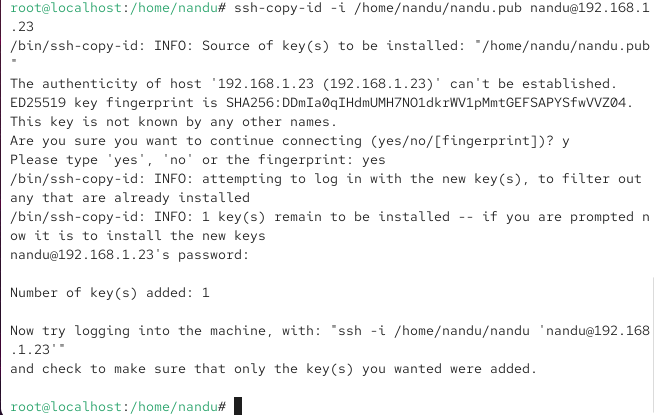 root@localhost:/home/nandu# ssh-copy-id -i /home/nandu/nandu.pub nandu@192.168.1
.23
/bin/ssh-copy-id: INFO: Source of key(s) to be installed: "/home/nandu/nandu.pub
"
The authenticity of host '192.168.1.23 (192.168.1.23)' can't be established.
ED25519 key fingerprint is SHA256:DDmIa0qIHdmUMH7NO1dkrWV1pMmtGEFSAPYSfwVVZ04.
This key is not known by any other names.
Are you sure you want to continue connecting (yes/no/[fingerprint])? y
Please type 'yes', 'no' or the fingerprint: yes
/bin/ssh-copy-id: INFO: attempting to log in with the new key(s), to filter out
any that are already installed
/bin/ssh-copy-id: INFO: 1 key(s) remain to be installed -- if you are prompted n
ow it is to install the new keys
nandu@192.168.1.23's password:
Number of key(s) added: 1
Now try logging into the machine, with: "ssh -i /home/nandu/nandu 'nandu@192.168
.1.23'"
and check to make sure that only the key(s) you wanted were added.
root@localhost:/home/nandu#